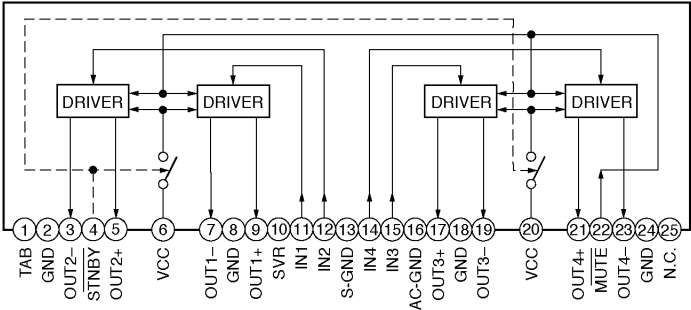 DRIVER DRIVER DRIVER DRIVER
1 2 3 4 5 6 7 8 9 10 11 12 13 14 15 16 17 18 19 20 21 22 23 24 25
TAB
GND
OUT2–
STNBY
OUT2+
VCC
OUT1–
GND
OUT1+
SVR
IN1
IN2
S-GND
IN4
IN3
AC-GND
OUT3+
GND
OUT3–
VCC
OUT4+
MUTE
OUT4–
GND
N.C.